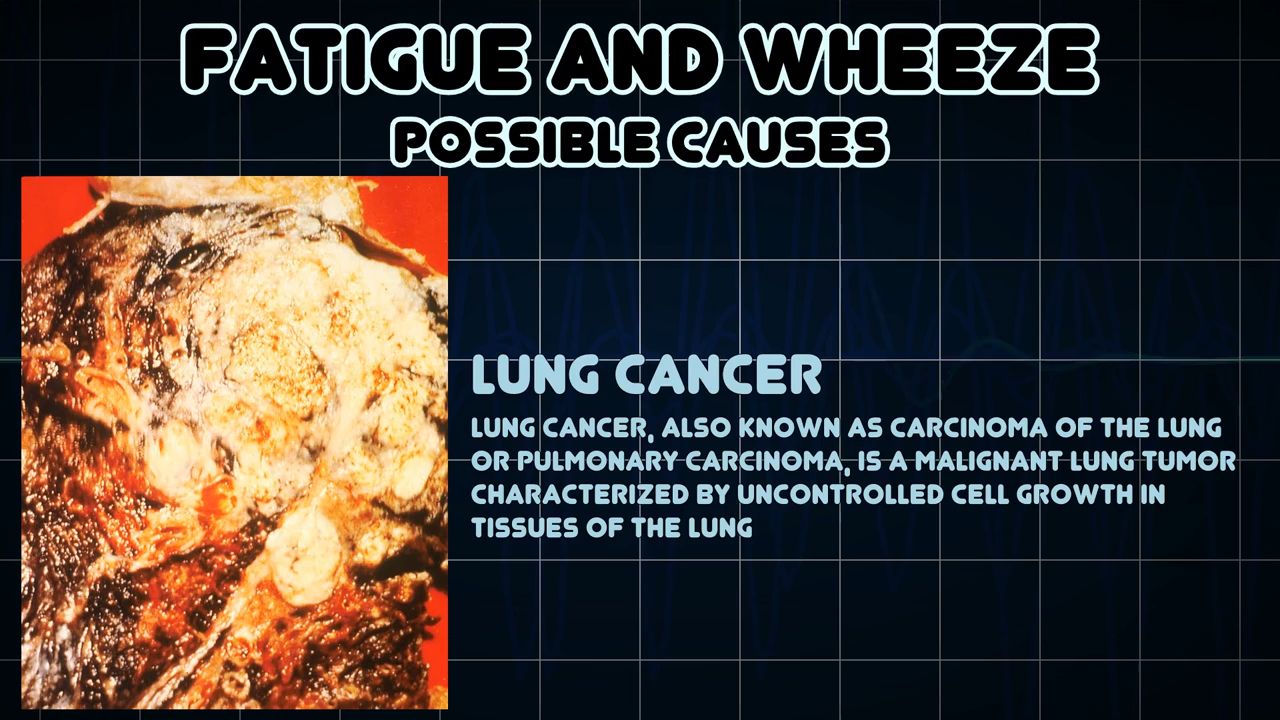 FATIGUE AND WHEEZE
POSSIBLE CAUSES
LUNG CANCER
LUNG CANCER, ALSO KNOWN AS CARCINOMA OF THE LUNG
OR PULMONARY CARCINOMA, IS A MALIGNANT LUNG TUMOR
CHARACTERIZED BY UNCONTROLLED CELL GROWTH IN
TISSUES OF THE LUNG